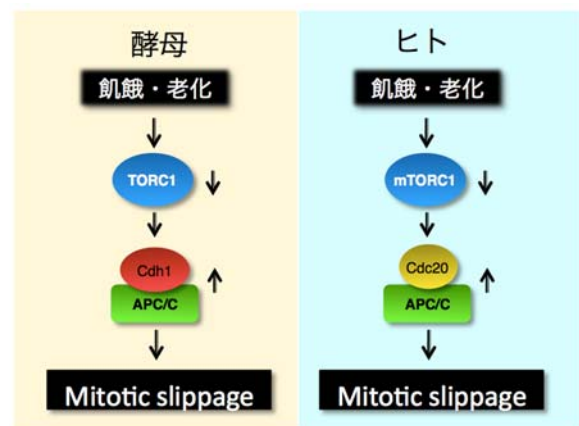 酵母
飢餓・老化
TORC1
Cdh1
APC/C
Mitotic slippage
ヒト
飢餓・老化
mTORC1
Cdc20
APC/C
Mitotic slippage